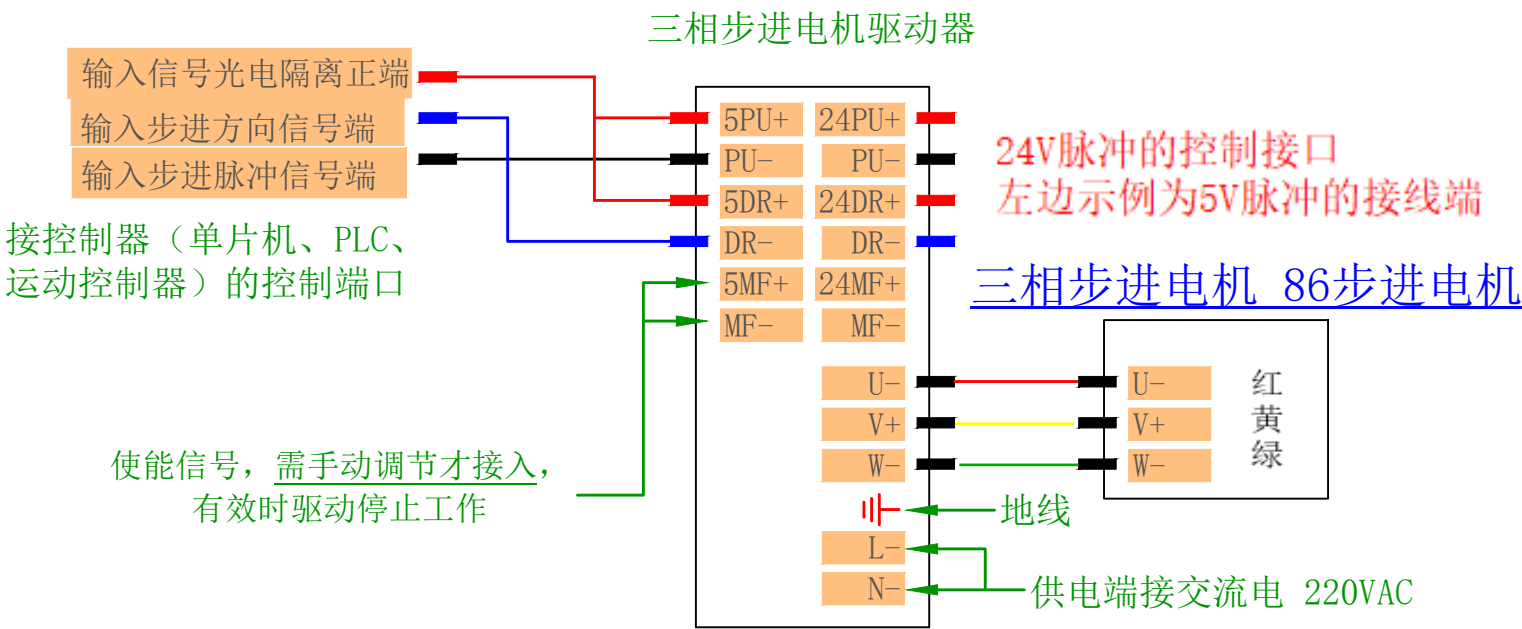 三相步进电机驱动器
输入信号光电隔离正端
输入步进方向信号端
输入步进脉冲信号端
接控制器（单片机、PLC、
运动控制器）的控制端口
5PU+ 24PU+
PU- PU-
5DR+ 24DR+
DR- DR-
5MF+ 24MF+
MF- MF-
24V脉冲的控制接口
左边示例为5V脉冲的接线端
三相步进电机 86步进电机
U- U- 红
V+ V+ 黄
W- W- 绿
使能信号，需手动调节才接入，
有效时驱动停止工作
地线
L-
N-
供电端接交流电 220VAC